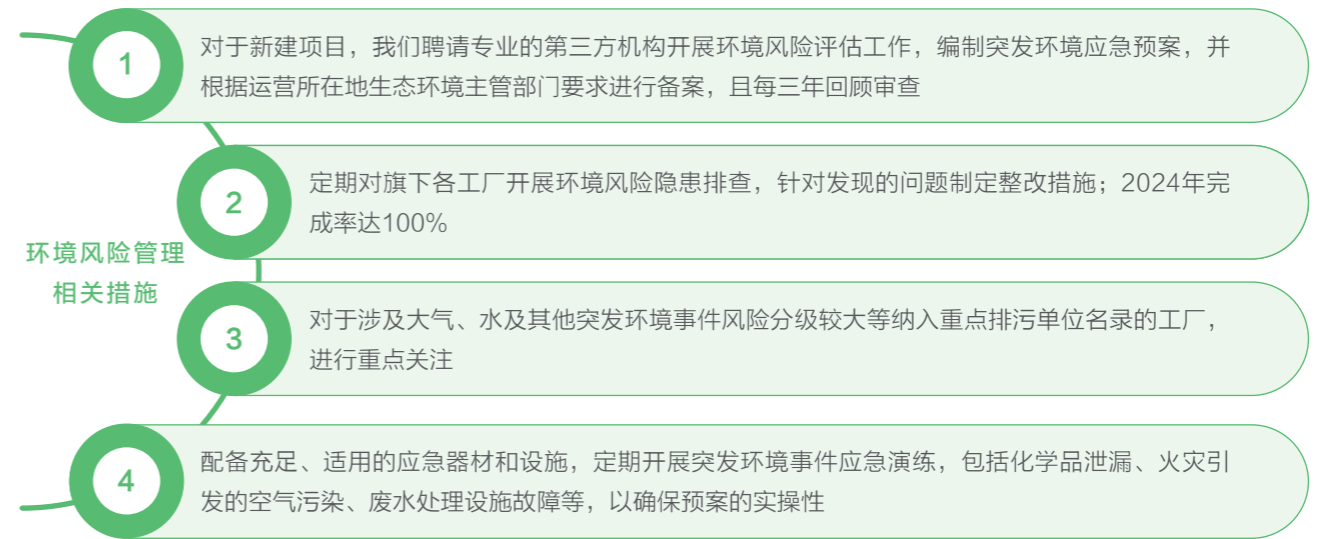 1
对于新建项目，我们聘请专业的第三方机构开展环境风险评估工作，编制突发环境应急预案，并
根据运营所在地生态环境主管部门要求进行备案，且每三年回顾审查
2
定期对旗下各工厂开展环境风险隐患排查，针对发现的问题制定整改措施；2024年完
成率达100%
环境风险管理
相关措施
3
对于涉及大气、水及其他突发环境事件风险分级较大等纳入重点排污单位名录的工厂，
进行重点关注
4
配备充足、适用的应急器材和设施，定期开展突发环境事件应急演练，包括化学品泄漏、火灾引
发的空气污染、废水处理设施故障等，以确保预案的实操性